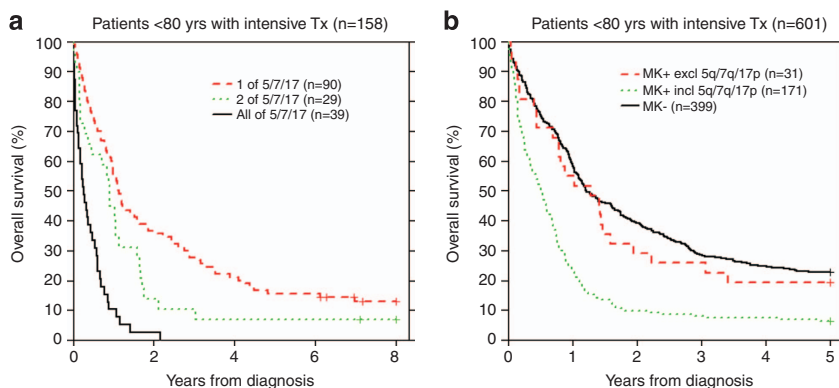 a
Patients <80 yrs with intensive Tx (n=158)
100
90
80
70
60
50
40
30
20
10
0
Overall survival (%)
1 of 5/7/17 (n=90)
2 of 5/7/17 (n=29)
All of 5/7/17 (n=39)
0 2 4 6 8
Years from diagnosis
b
Patients <80 yrs with intensive Tx (n=601)
100
90
80
70
60
50
40
30
20
10
0
Overall survival (%)
MK+ excl 5q/7q/17p (n=31)
MK+ incl 5q/7q/17p (n=171)
MK- (n=399)
0 1 2 3 4 5
Years from diagnosis